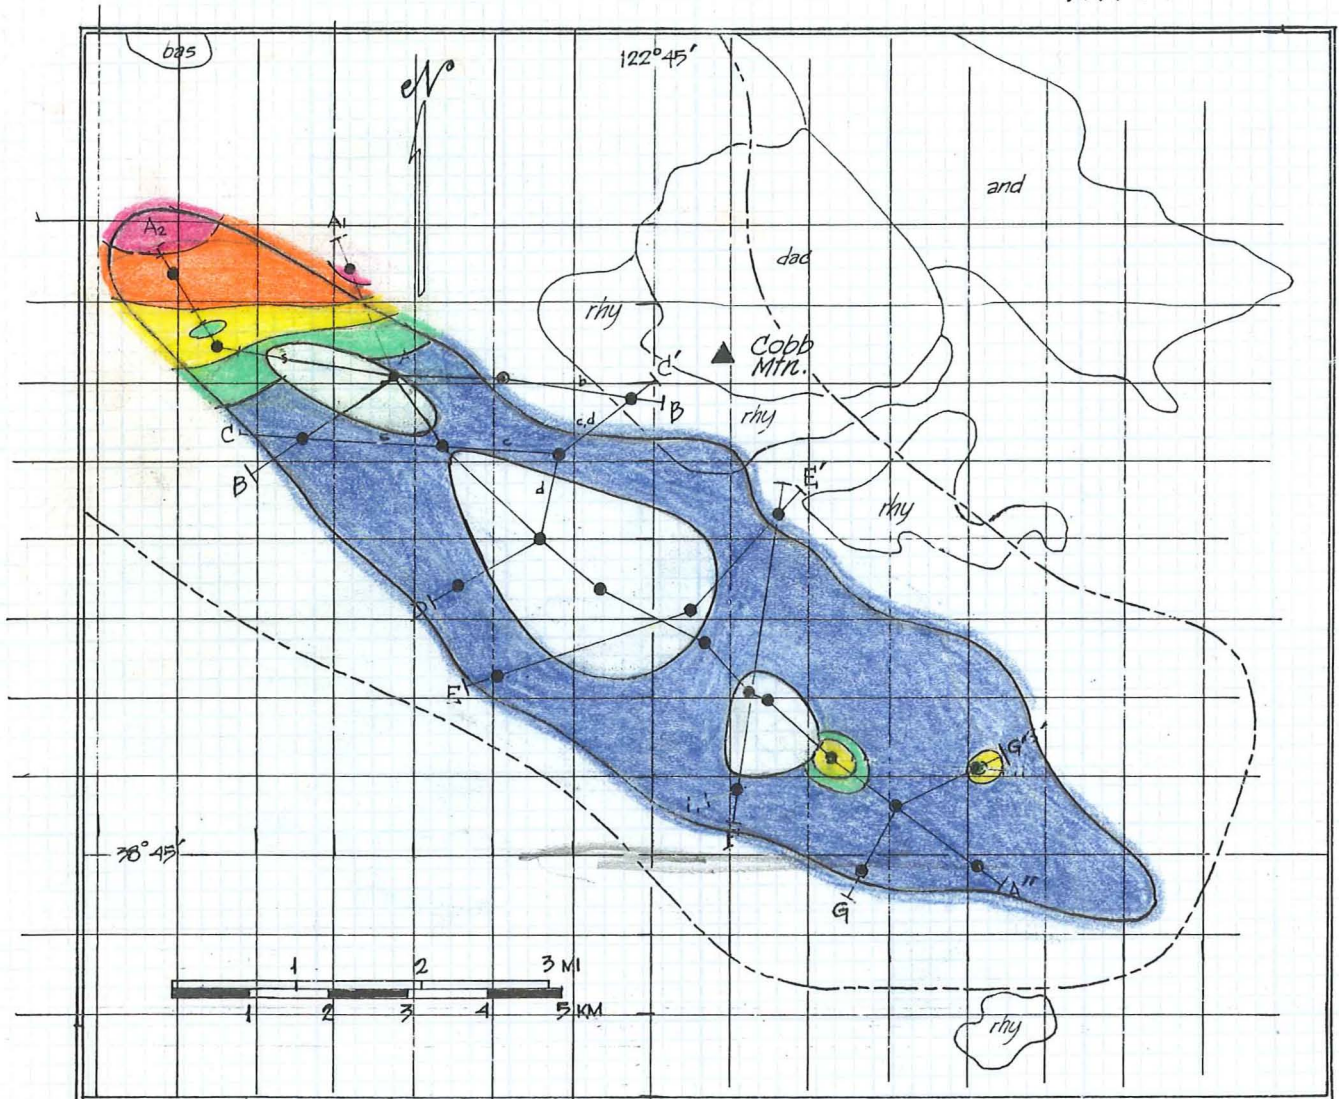 bas
122°45′
N
and
A2
A1
dac
rhy
Cobb
Mtn.
s
b
C′
B
rhy
c,d
C
c
c
B
E′
d
rhy
D
E
G″
38°45′
F
A″
G
1 2 3 MI
1 2 3 4 5 KM
rhy